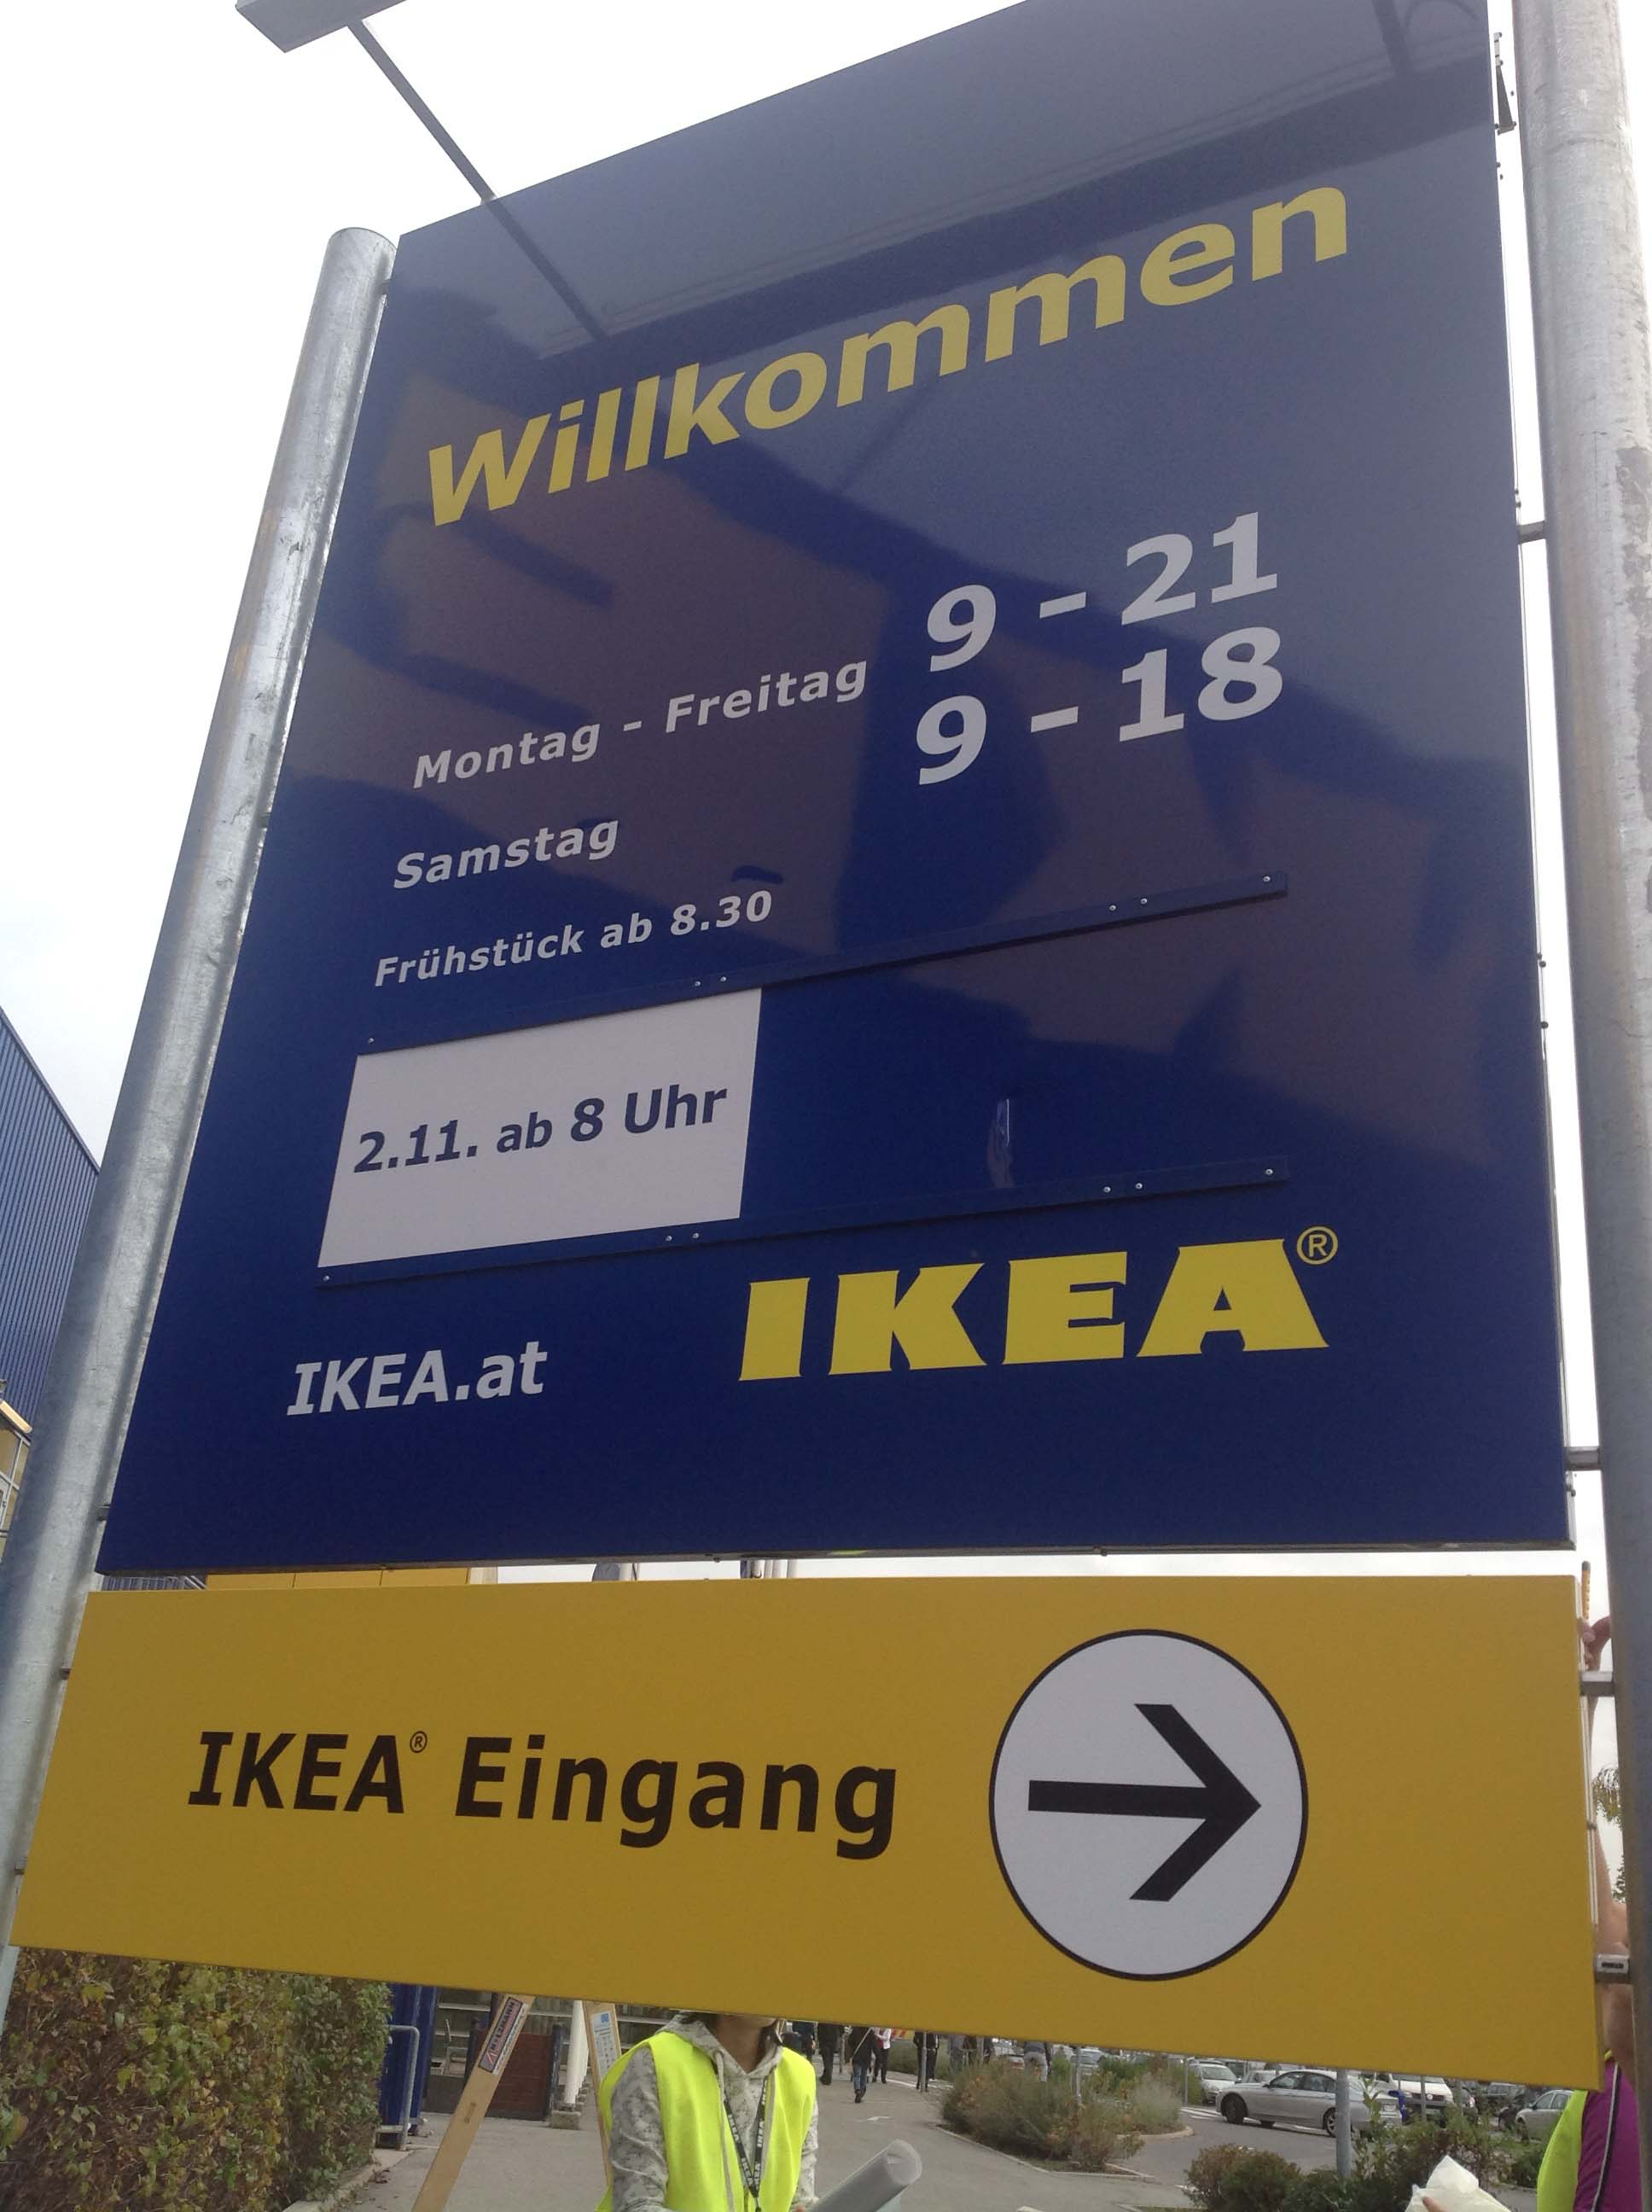 Willkommen
Montag - Freitag 9 - 21
Samstag 9 - 18
Frühstück ab 8.30
2.11. ab 8 Uhr
IKEA.at IKEA®
IKEA® Eingang